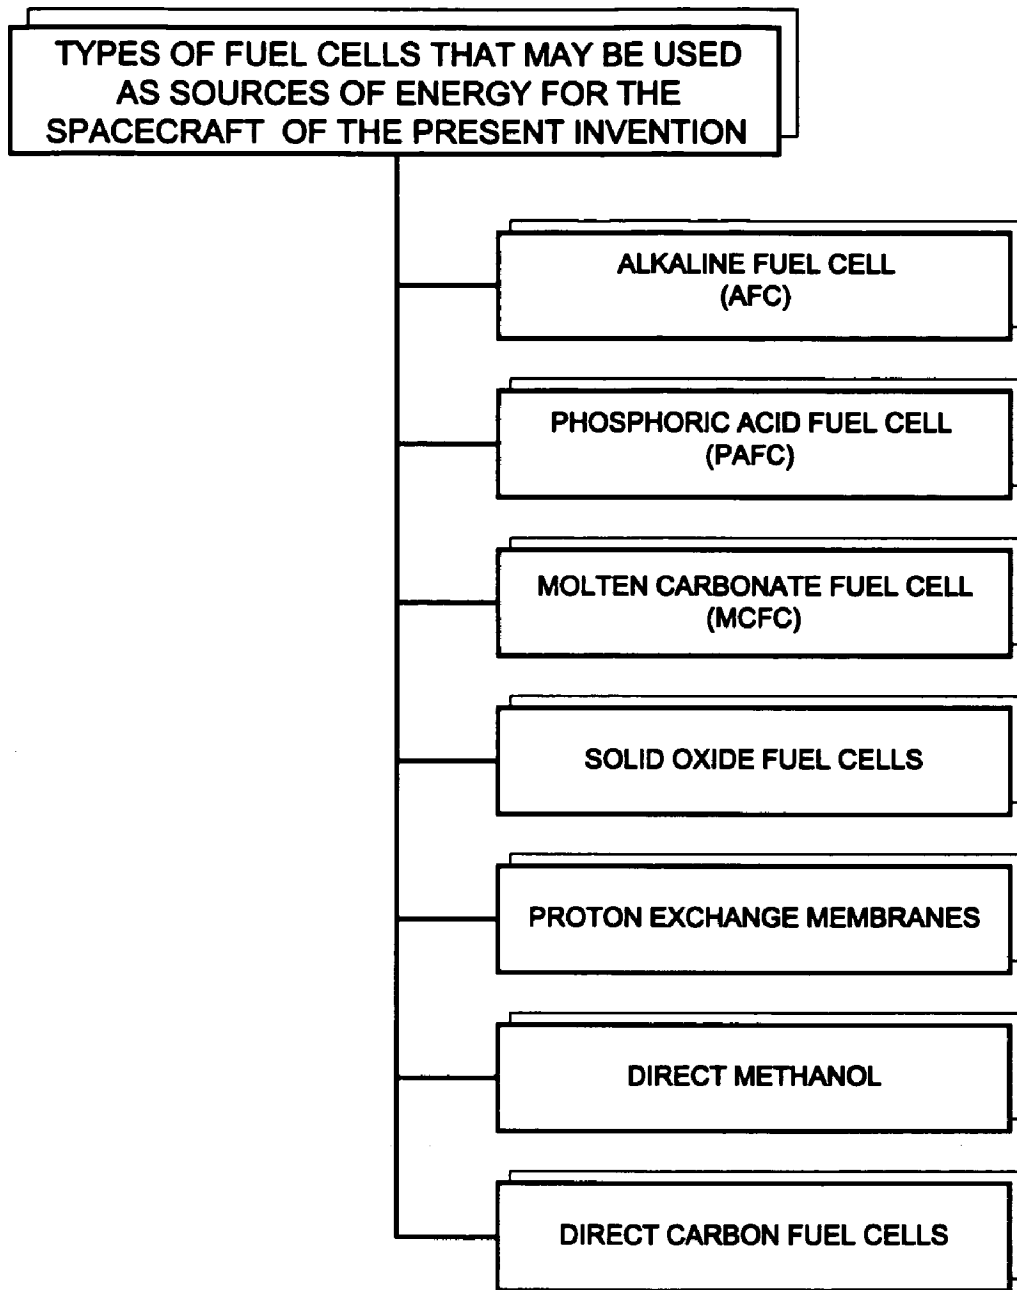 TYPES OF FUEL CELLS THAT MAY BE USED
AS SOURCES OF ENERGY FOR THE
SPACECRAFT OF THE PRESENT INVENTION
ALKALINE FUEL CELL
(AFC)
PHOSPHORIC ACID FUEL CELL
(PAFC)
MOLTEN CARBONATE FUEL CELL
(MCFC)
SOLID OXIDE FUEL CELLS
PROTON EXCHANGE MEMBRANES
DIRECT METHANOL
DIRECT CARBON FUEL CELLS